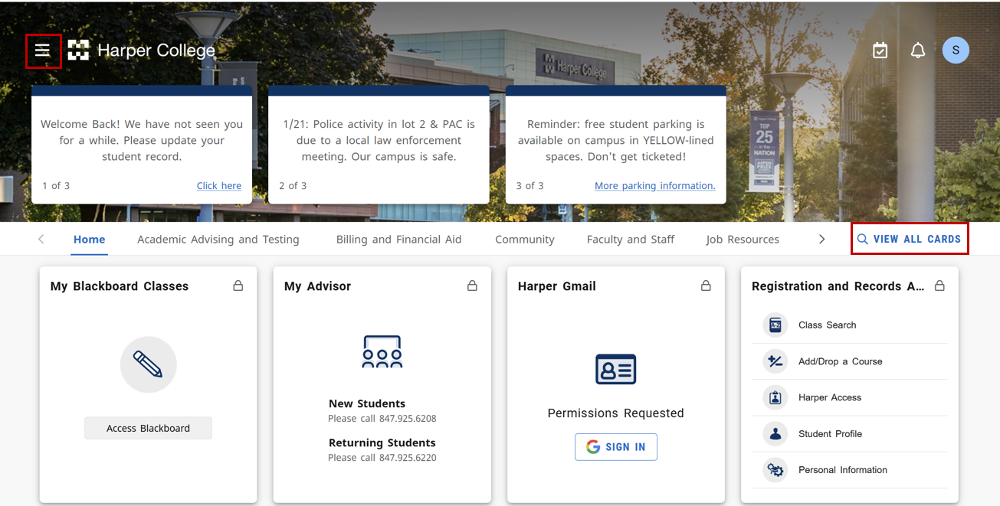 Harper College
S
Harper College
Harper College
TOP
25
in the
NATION
ASPEN
PRIZE
Welcome Back! We have not seen you
for a while. Please update your
student record.
1 of 3
Click here
1/21: Police activity in lot 2 & PAC is
due to a local law enforcement
meeting. Our campus is safe.
2 of 3
Reminder: free student parking is
available on campus in YELLOW-lined
spaces. Don't get ticketed!
3 of 3
More parking information.
Home
Academic Advising and Testing
Billing and Financial Aid
Community
Faculty and Staff
Job Resources
VIEW ALL CARDS
My Blackboard Classes
Access Blackboard
My Advisor
New Students
Please call 847.925.6208
Returning Students
Please call 847.925.6220
Harper Gmail
Permissions Requested
SIGN IN
Registration and Records A...
A-Z
Class Search
Add/Drop a Course
Harper Access
Student Profile
Personal Information